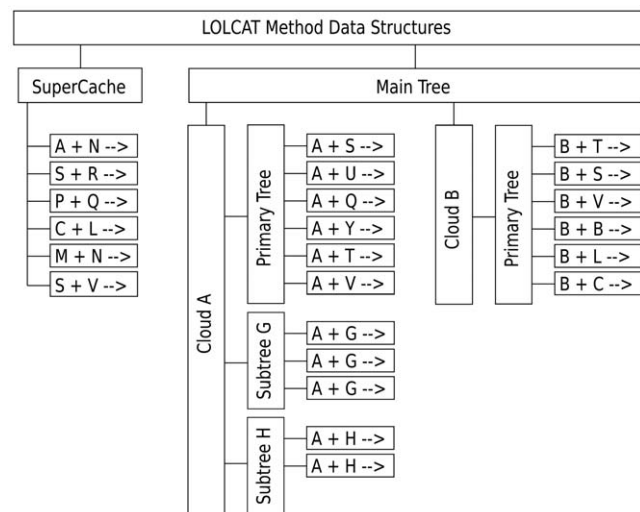 LOLCAT Method Data Structures
SuperCache
Main Tree
A + N -->
S + R -->
P + Q -->
C + L -->
M + N -->
S + V -->
Cloud A
Primary Tree
A + S -->
A + U -->
A + Q -->
A + Y -->
A + T -->
A + V -->
Subtree G
A + G -->
A + G -->
A + G -->
Subtree H
A + H -->
A + H -->
Cloud B
Primary Tree
B + T -->
B + S -->
B + V -->
B + B -->
B + L -->
B + C -->